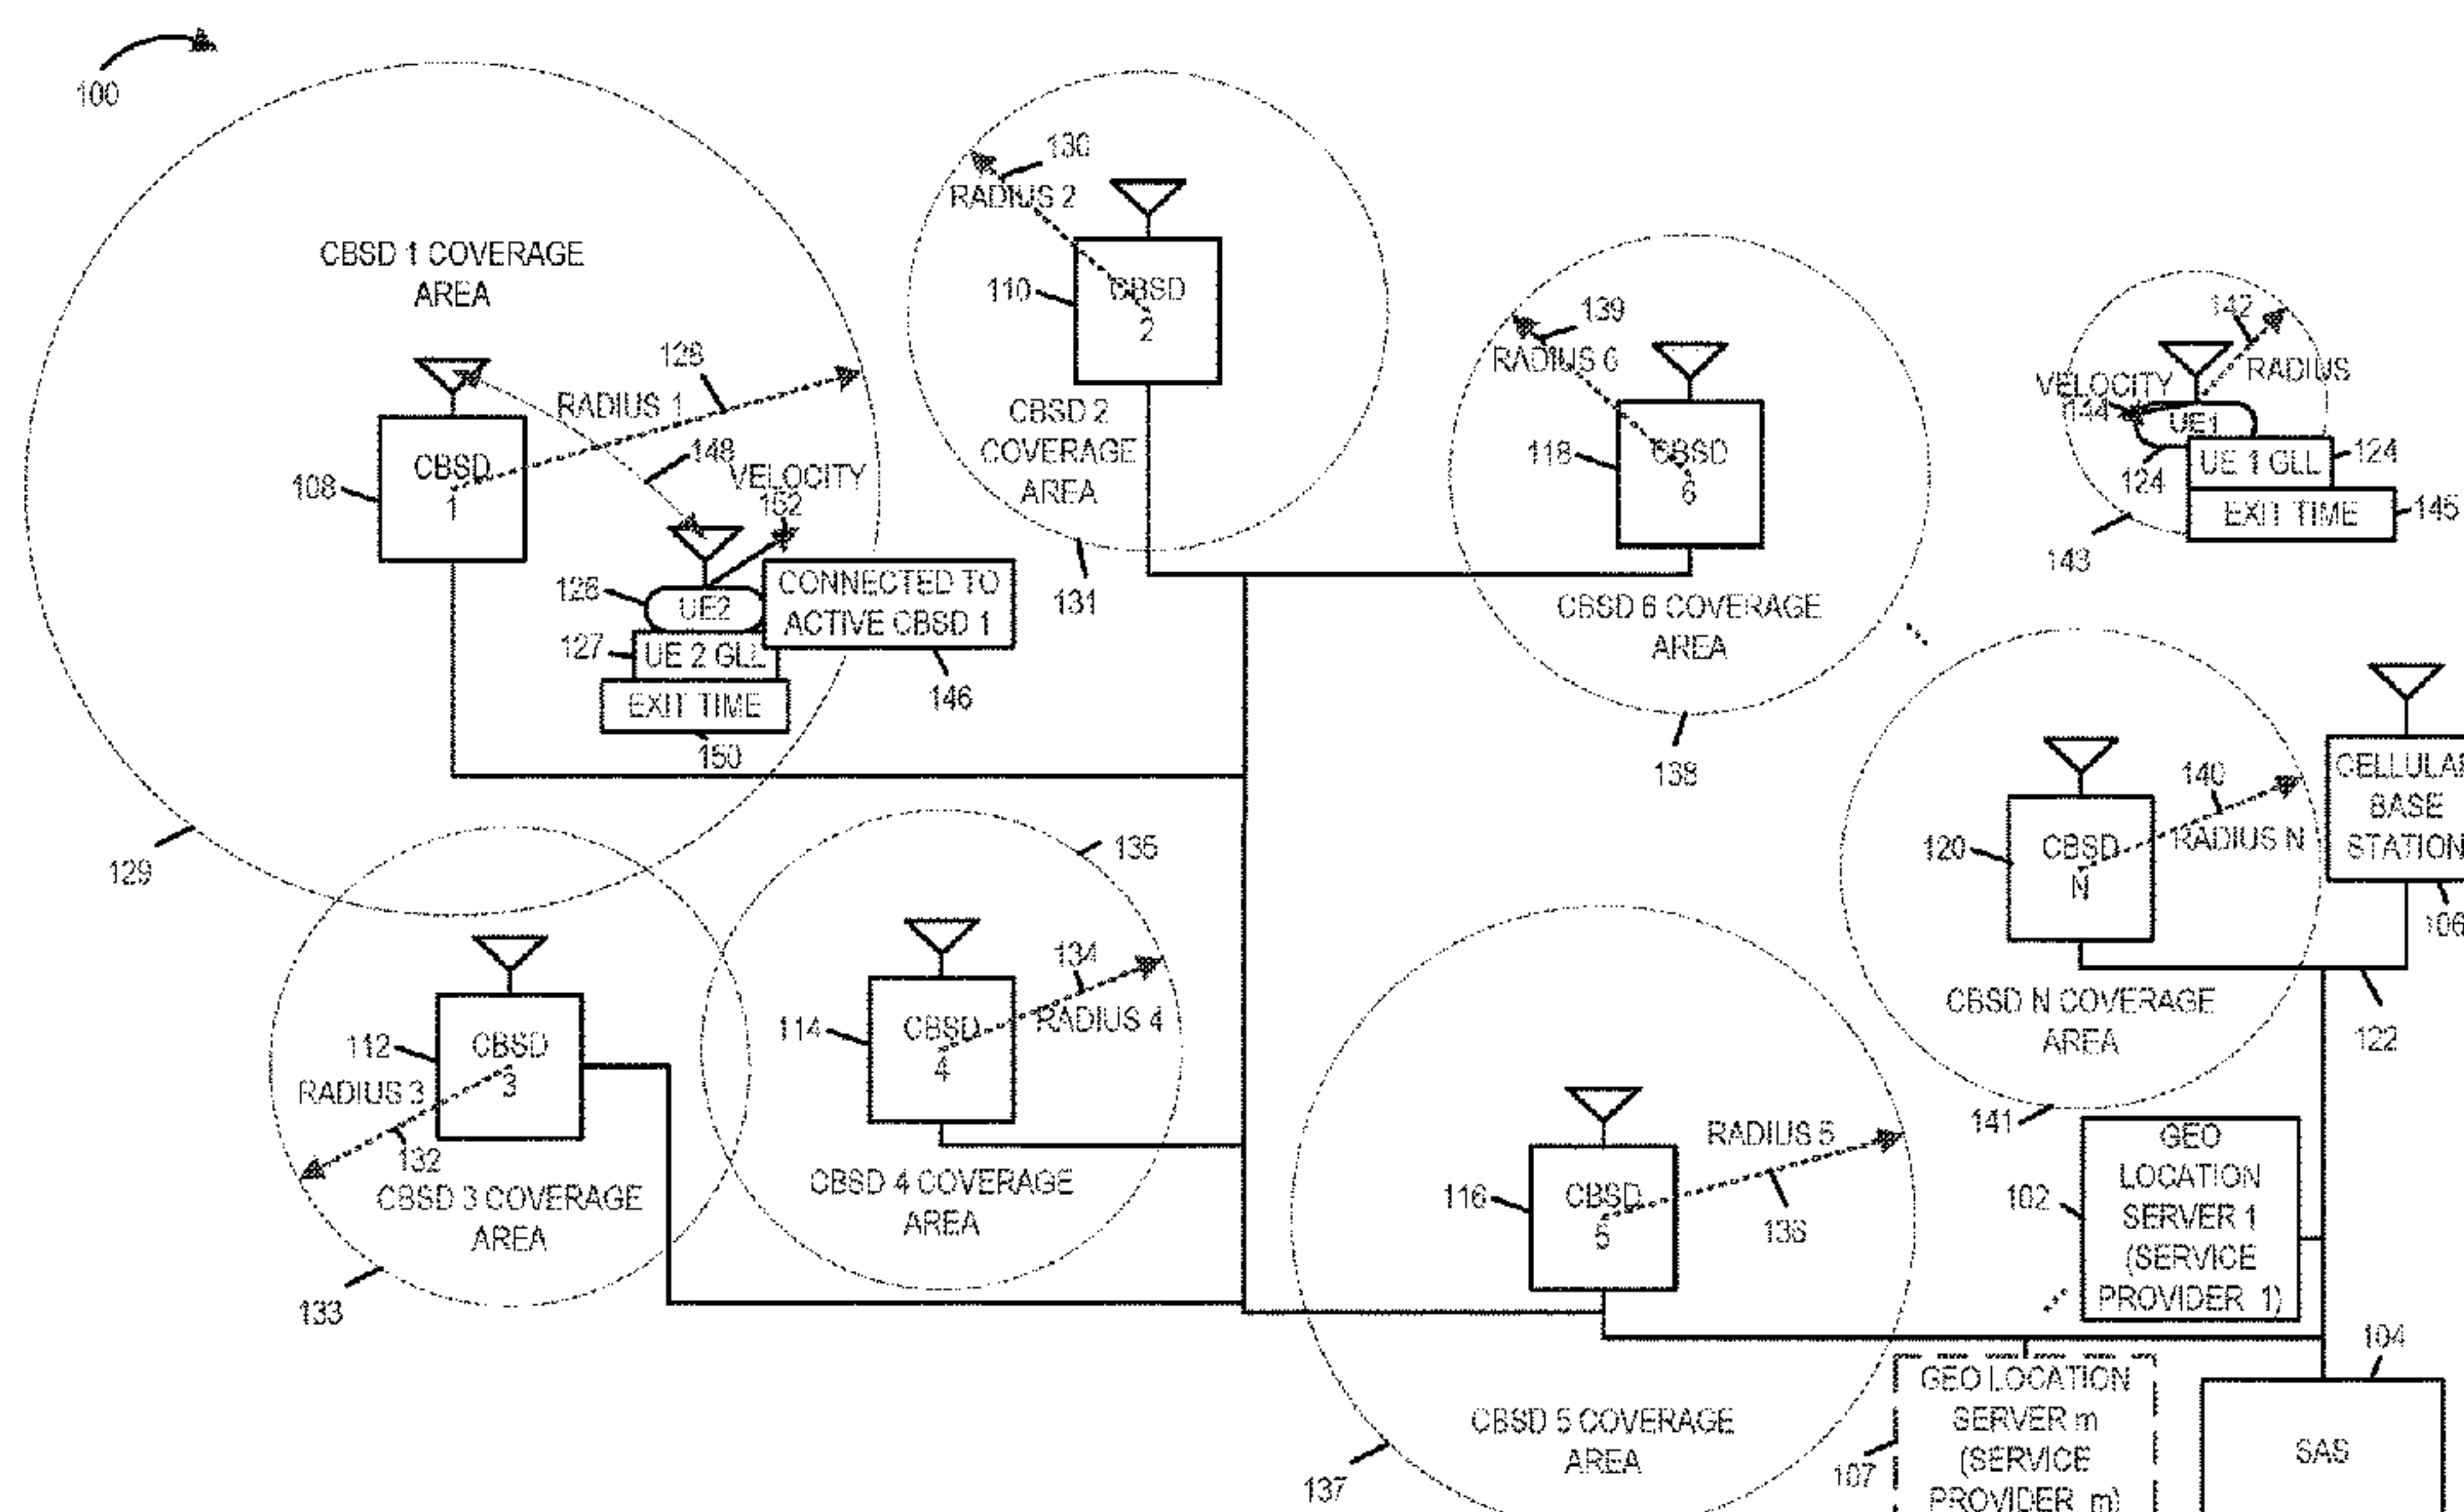 100
CBSD 1 COVERAGE
AREA
128
RADIUS 1
148
VELOCITY
152
108
CBSD
1
126
UE2
CONNECTED TO
ACTIVE CBSD 1
127
UE 2 GLL
EXIT TIME
146
150
129
130
RADIUS 2
110
CBSD
2
CBSD 2
COVERAGE
AREA
131
139
RADIUS 6
118
CBSD
6
CBSD 6 COVERAGE
AREA
138
142
RADIUS
VELOCITY
144
UE1
124
UE 1 GLL
124
EXIT TIME
145
143
140
RADIUS N
120
CBSD
N
CBSD N COVERAGE
AREA
141
BASE
STATION
106
122
112
CBSD
3
RADIUS 3
132
CBSD 3 COVERAGE
AREA
133
135
134
RADIUS 4
114
CBSD
4
CBSD 4 COVERAGE
AREA
116
CBSD
5
RADIUS 5
136
CBSD 5 COVERAGE
AREA
137
102
GEO
LOCATION
SERVER 1
(SERVICE
PROVIDER 1)
107
GEO LOCATION
SERVER m
(SERVICE
PROVIDER m)
104
SAS